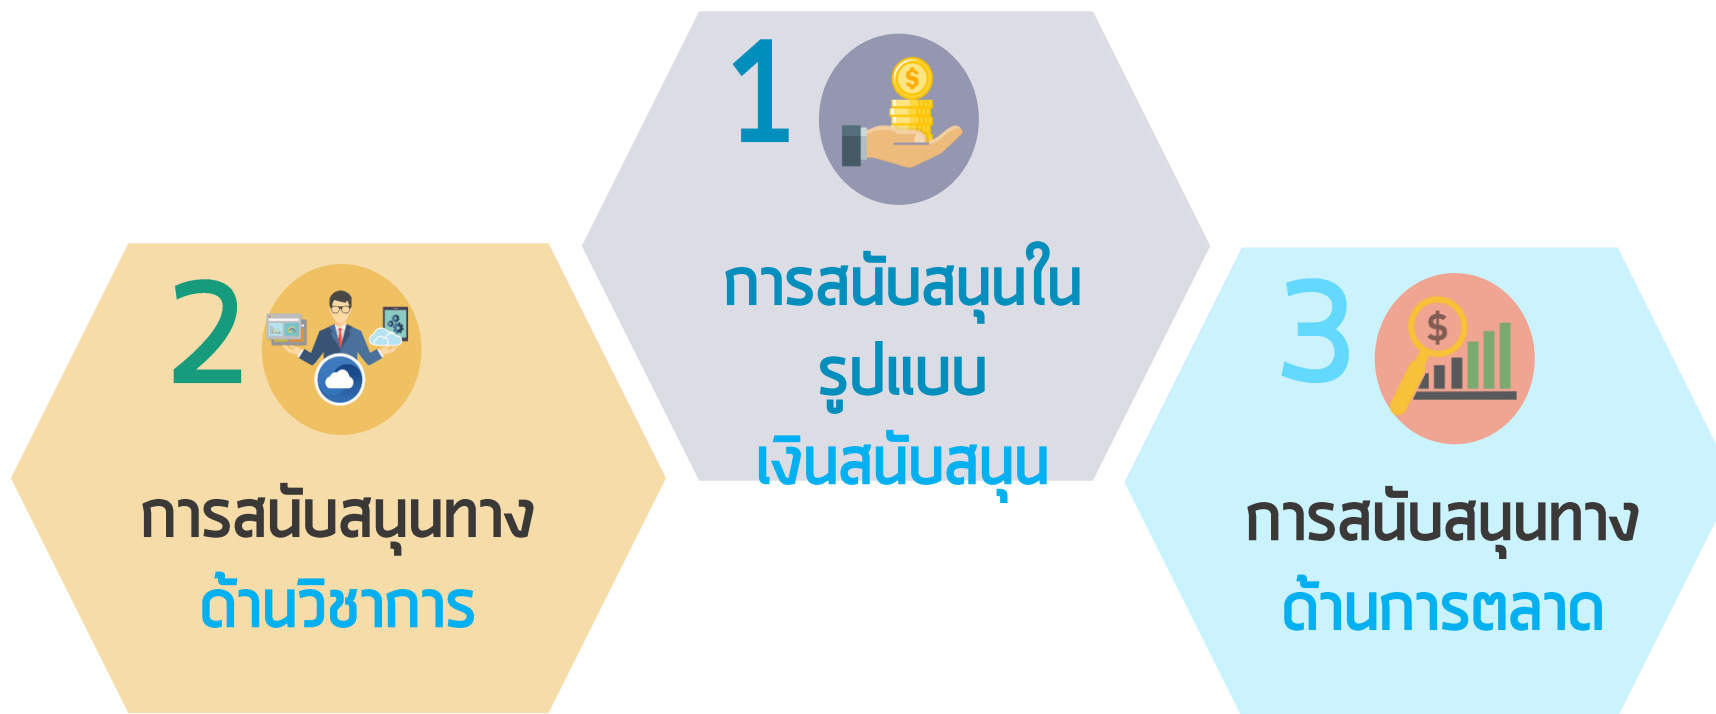 1
การสนับสนุนใน
รูปแบบ
เงินสนับสนุน
2
การสนับสนุนทาง
ด้านวิชาการ
3
การสนับสนุนทาง
ด้านการตลาด